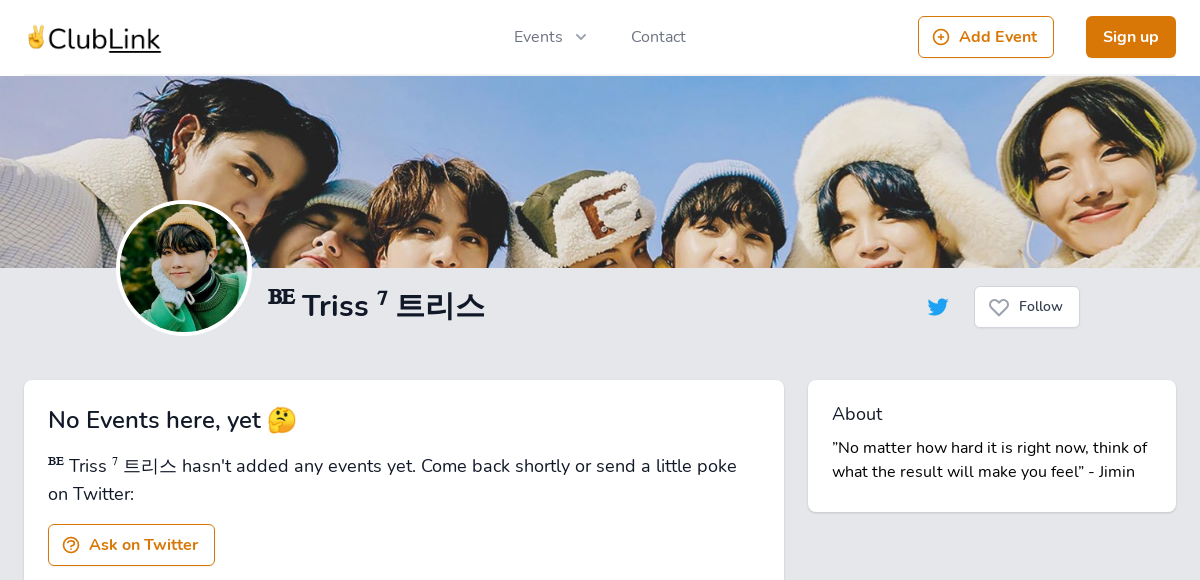 ✌️ClubLink
Events
Contact
Add Event
Sign up
ᴮᴱ Triss ⁷ 트리스
Follow
No Events here, yet 🤔
ᴮᴱ Triss ⁷ 트리스 hasn't added any events yet. Come back shortly or send a little poke
on Twitter:
Ask on Twitter
About
”No matter how hard it is right now, think of
what the result will make you feel” - Jimin